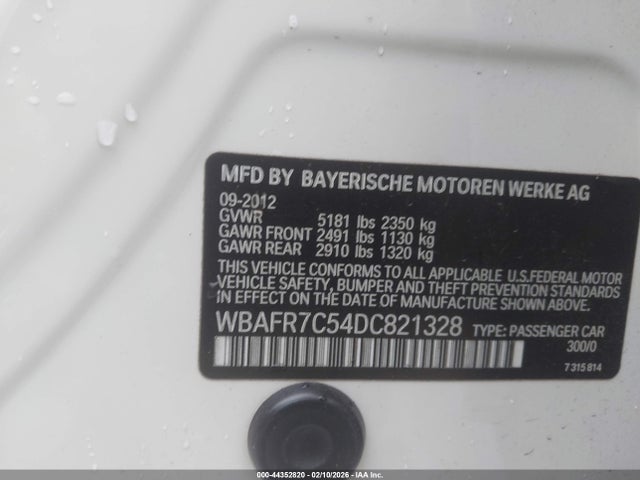 MFD BY BAYERISCHE MOTOREN WERKE AG
09-2012
GVWR 5181 lbs 2350 kg
GAWR FRONT 2491 lbs 1130 kg
GAWR REAR 2910 lbs 1320 kg
THIS VEHICLE CONFORMS TO ALL APPLICABLE U.S.FEDERAL MOTOR
VEHICLE SAFETY, BUMPER AND THEFT PREVENTION STANDARDS
IN EFFECT ON THE DATE OF MANUFACTURE SHOWN ABOVE.
WBAFR7C54DC821328 TYPE: PASSENGER CAR
300/0
7 315 814
000-44352820 - 02/10/2026 - COPART